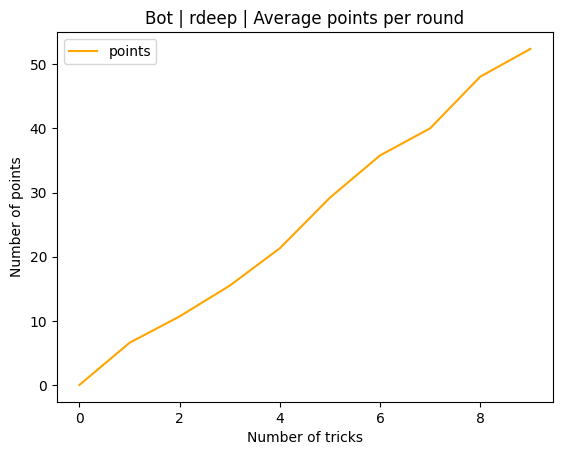 Bot | rdeep | Average points per round
points
Number of points
50
40
30
20
10
0
0 2 4 6 8
Number of tricks